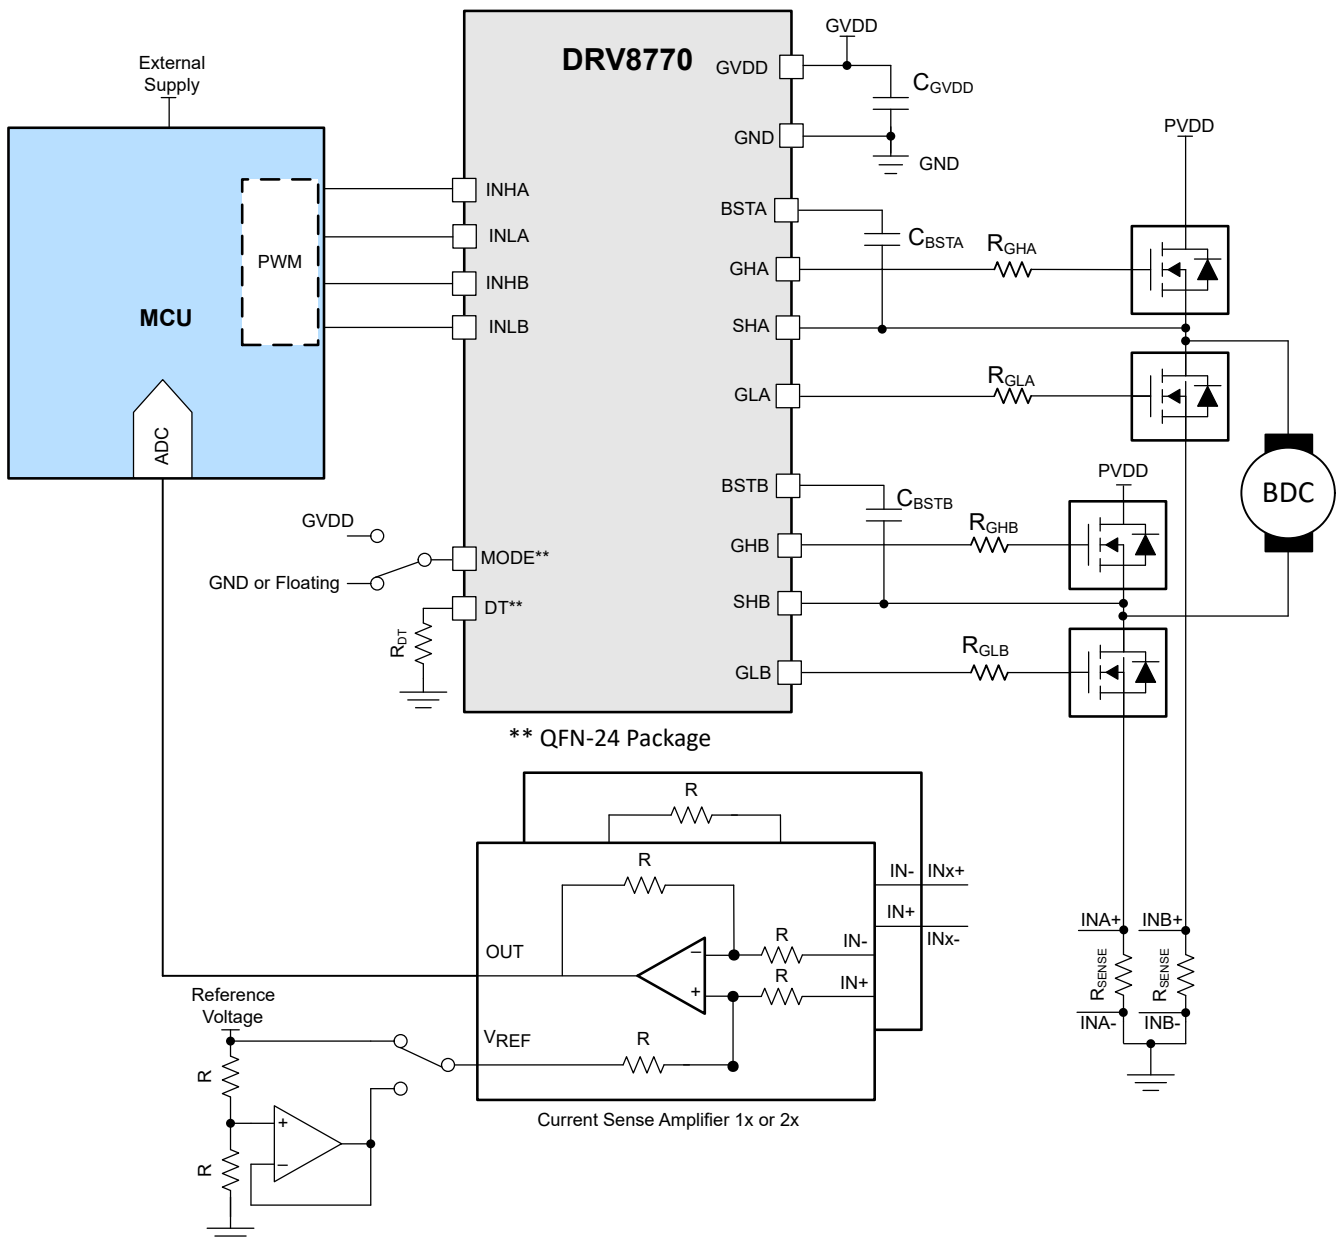 DRV8770
External
Supply
MCU
PWM
ADC
INHA
INLA
INHB
INLB
GVDD
GND or Floating
MODE**
DT**
RDT
GVDD
GVDD
CGVDD
GND
GND
BSTA
CBSTA
GHA
RGHA
PVDD
SHA
GLA
RGLA
BSTB
CBSTB
GHB
RGHB
PVDD
SHB
GLB
RGLB
BDC
** QFN-24 Package
R
R
IN- INx+
IN+
INx-
OUT
R
IN-
R
IN+
−
+
VREF
R
Current Sense Amplifier 1x or 2x
Reference
Voltage
R
R
+
−
INA+ INB+
RSENSE RSENSE
INA- INB-